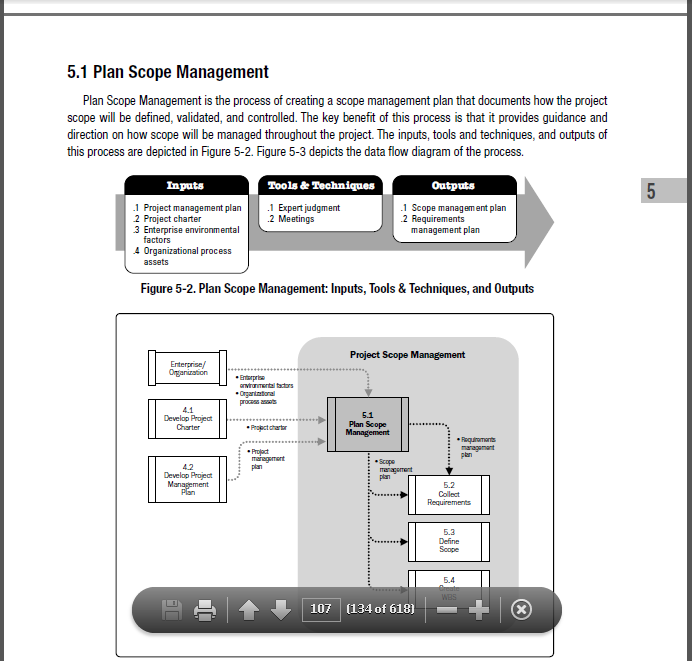 5.1 Plan Scope Management
Plan Scope Management is the process of creating a scope management plan that documents how the project
scope will be defined, validated, and controlled. The key benefit of this process is that it provides guidance and
direction on how scope will be managed throughout the project. The inputs, tools and techniques, and outputs of
this process are depicted in Figure 5-2. Figure 5-3 depicts the data flow diagram of the process.
5
Inputs
.1 Project management plan
.2 Project charter
.3 Enterprise environmental
factors
.4 Organizational process
assets
Tools & Techniques
.1 Expert judgment
.2 Meetings
Outputs
.1 Scope management plan
.2 Requirements
management plan
Figure 5-2. Plan Scope Management: Inputs, Tools & Techniques, and Outputs
Project Scope Management
Enterprise/
Organization
• Enterprise
environmental factors
• Organizational
process assets
4.1
Develop Project
Charter
• Project charter
5.1
Plan Scope
Management
4.2
Develop Project
Management
Plan
• Project
management
plan
• Requirements
management
plan
• Scope
management
plan
5.2
Collect
Requirements
5.3
Define
Scope
5.4
Create
WBS
107 (134 of 618)